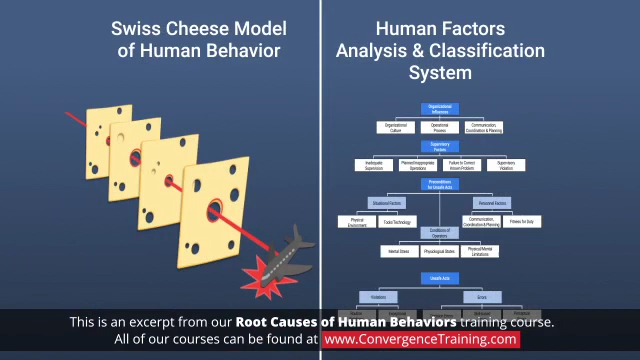 Swiss Cheese Model
of Human Behavior
Human Factors
Analysis & Classification
System
Organizational
Influences
Organizational
Culture
Operational
Process
Communication,
Coordination & Planning
Supervisory
Factors
Inadequate
Supervision
Planned Inappropriate
Operations
Failure to Correct
Known Problem
Supervisory
Violation
Preconditions
for Unsafe Acts
Situational Factors
Personnel Factors
Physical
Environment
Tools/Technology
Communication,
Coordination & Planning
Fitness for Duty
Conditions of
Operators
Mental Stress
Physiological States
Physical/Mental
Limitations
Unsafe Acts
Violations
Errors
This is an excerpt from our Root Causes of Human Behaviors training course.
All of our courses can be found at www.ConvergenceTraining.com